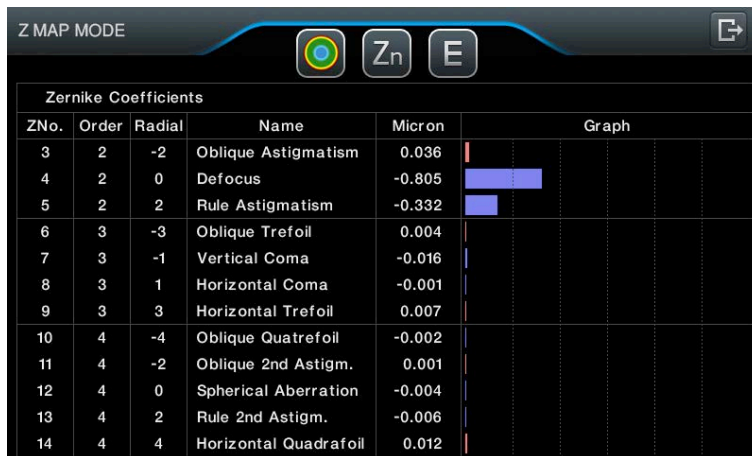 Z MAP MODE
Zn E
Zernike Coefficients
ZNo. Order Radial Name Micron Graph
3 2 -2 Oblique Astigmatism 0.036
4 2 0 Defocus -0.805
5 2 2 Rule Astigmatism -0.332
6 3 -3 Oblique Trefoil 0.004
7 3 -1 Vertical Coma -0.016
8 3 1 Horizontal Coma -0.001
9 3 3 Horizontal Trefoil 0.007
10 4 -4 Oblique Quatrefoil -0.002
11 4 -2 Oblique 2nd Astigm. 0.001
12 4 0 Spherical Aberration -0.004
13 4 2 Rule 2nd Astigm. -0.006
14 4 4 Horizontal Quadrafoil 0.012